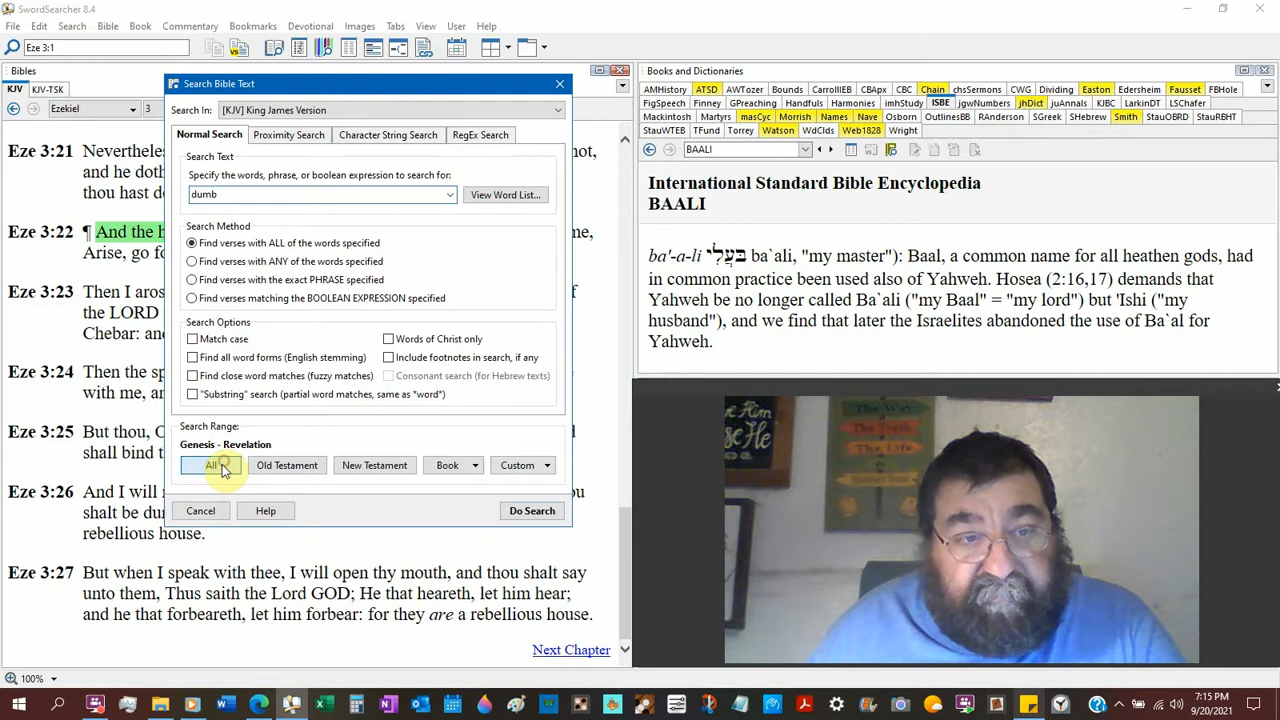 SwordSearcher 8.4
File Edit Search Bible Book Commentary Bookmarks Devotional Images Tabs View User Help
Eze 3:1
Bibles
KJV KJV-TSK
Ezekiel 3
Eze 3:21 Nevertheless
not,
and he doth
thou hast de
Eze 3:22 ¶ And the h
me,
Arise, go fo
Eze 3:23 Then I aros
of
the LORD
Chebar: and
Eze 3:24 Then the sp
with me, an
Eze 3:25 But thou, O
shall bind t
Eze 3:26 And I will
ou
shalt be du
rebellious house.
Eze 3:27 But when I speak with thee, I will open thy mouth, and thou shalt say
unto them, Thus saith the Lord GOD; He that heareth, let him hear;
and he that forbeareth, let him forbear: for they are a rebellious house.
Next Chapter
100%
Search Bible Text
Search In: [KJV] King James Version
Normal Search Proximity Search Character String Search RegEx Search
Search Text
Specify the words, phrase, or boolean expression to search for:
dumb View Word List...
Search Method
Find verses with ALL of the words specified
Find verses with ANY of the words specified
Find verses with the exact PHRASE specified
Find verses matching the BOOLEAN EXPRESSION specified
Search Options
Match case Words of Christ only
Find all word forms (English stemming) Include footnotes in search, if any
Find close word matches (fuzzy matches) Consonant search (for Hebrew texts)
"Substring" search (partial word matches, same as *word*)
Search Range:
Genesis - Revelation
All Old Testament New Testament Book Custom
Cancel Help Do Search
Books and Dictionaries
AMHistory ATSD AWTozer Bounds CarrollEB CBApx CBC Chain chsSermons CWSL Dividing Easton Edersheim Fausset FBHole
FigSpeech Finney GPreaching Handfuls Harmonies imhStudy ISBE jgwNumbers jhDict juAnnals KJBC LarkinDT LSChafer
Mackintosh Martyrs masCyc Morrish Names Nave Osborn OutlinesBB RAnderson SGreek SHebrew Smith StauOBRD StauRBHT
StauWTEB TFund Torrey Watson WdClds Web1828 Wright
BAALI
International Standard Bible Encyclopedia
BAALI
ba'-a-li בּעֲלִי ba`ali, "my master"): Baal, a common name for all heathen gods, had
in common practice been used also of Yahweh. Hosea (2:16,17) demands that
Yahweh be no longer called Ba`ali ("my Baal" = "my lord") but 'Ishi ("my
husband"), and we find that later the Israelites abandoned the use of Ba`al for
Yahweh.
The Way
The Truth
The Life
7:15 PM
9/20/2021